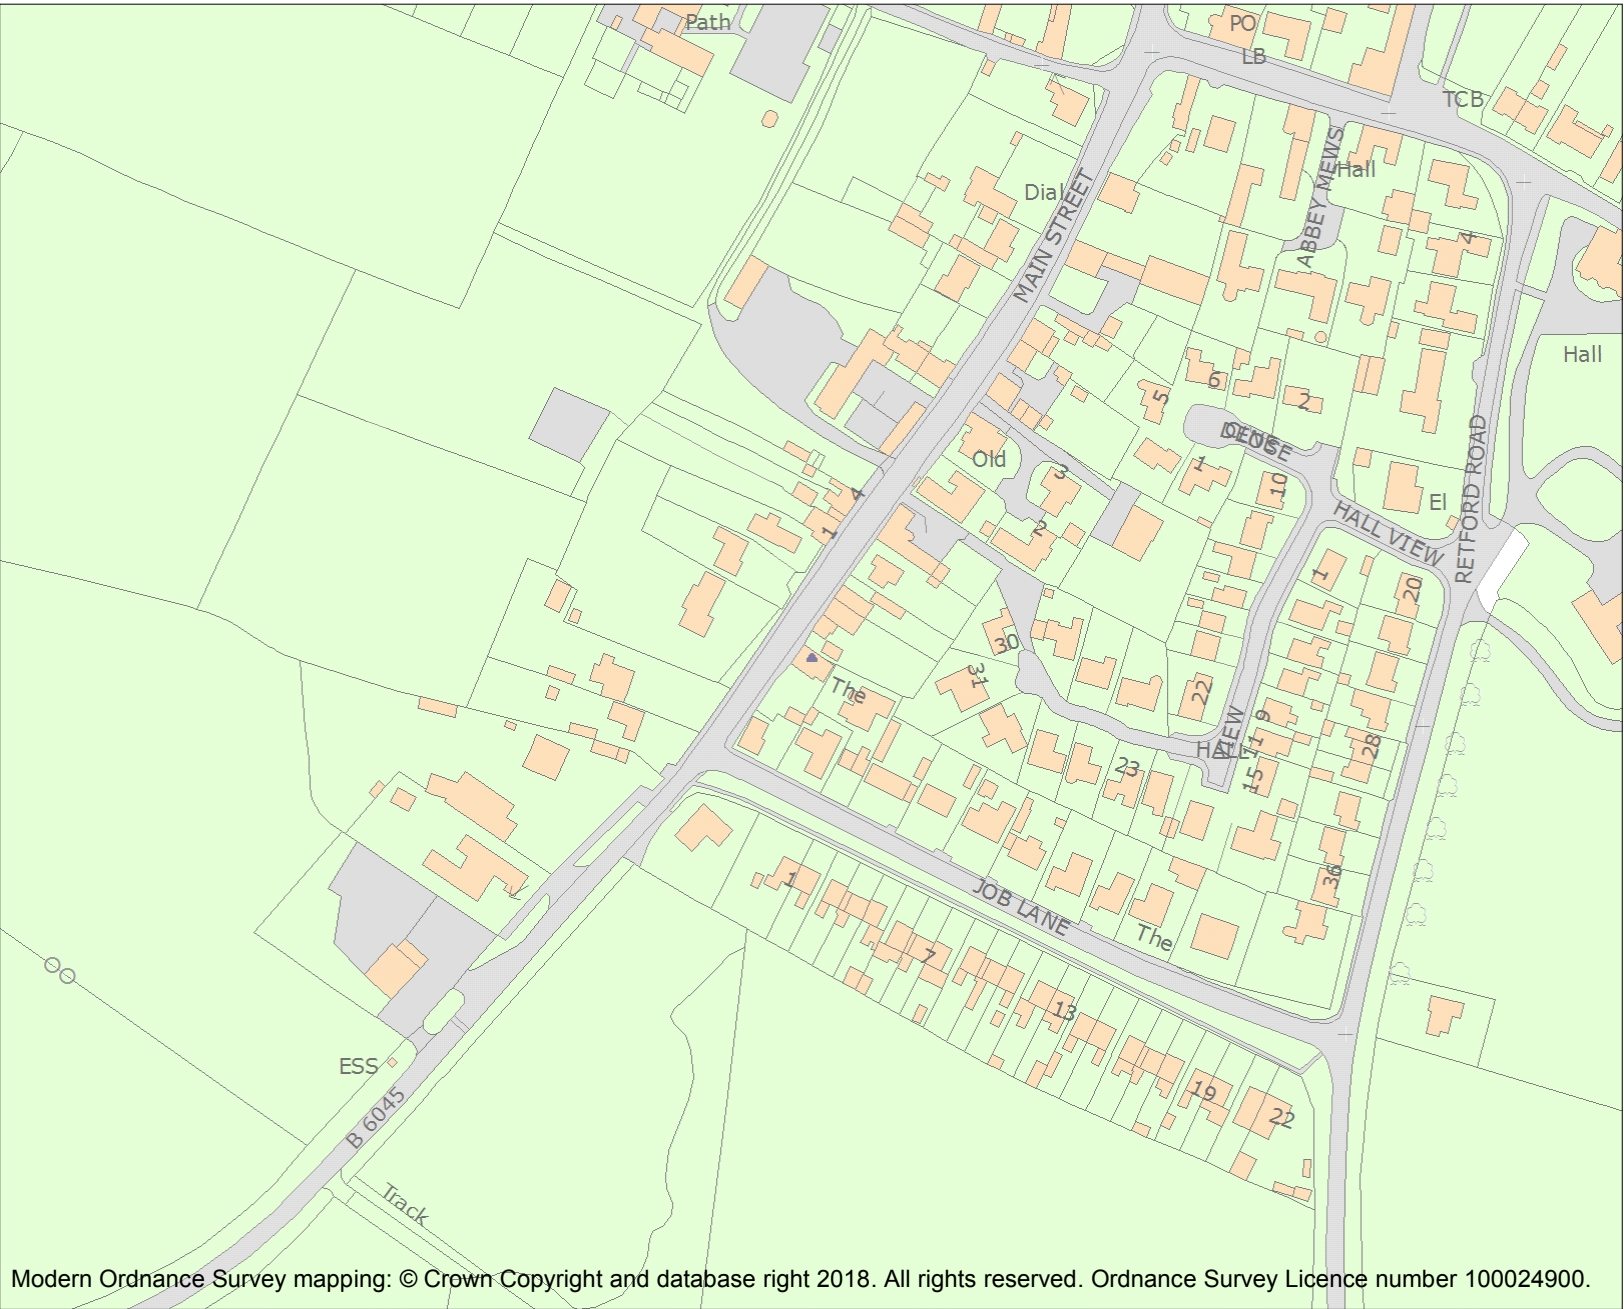 Path
PO
LB
TCB
Hall
Dial
MAIN STREET
ABBEY MEWS
4
Hall
6
5
2
DENE
CLOSE
RETFORD ROAD
Old
3
1
10
El
4
1
2
HALL VIEW
1
20
30
31
The
22
9
HALL VIEW
11
28
23
15
1
36
JOB LANE
The
7
13
ESS
19
22
B 6045
Track
Modern Ordnance Survey mapping: © Crown Copyright and database right 2018. All rights reserved. Ordnance Survey Licence number 100024900.